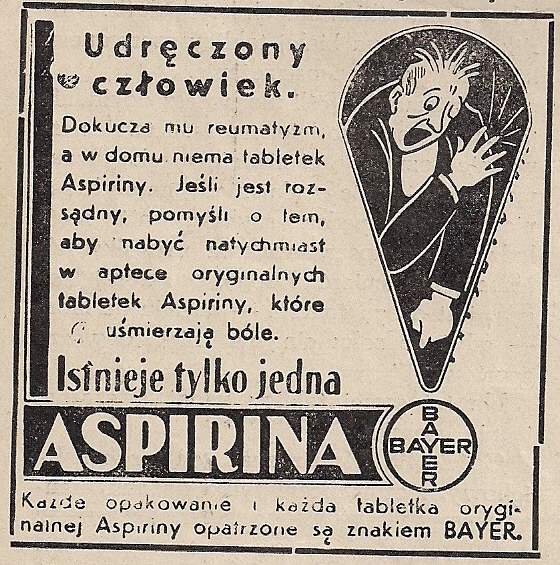 Udręczony
człowiek.
Dokucza mu reumatyzm,
a w domu niema tabletek
Aspiriny. Jeśli jest roz-
sądny, pomyśli o tem,
aby nabyć natychmiast
w aptece oryginalnych
tabletek Aspiriny, które
uśmierzają bóle.
Istnieje tylko jedna
ASPIRINA
BAYER
BAYER
Każde opakowanie i każda tabletka orygi-
nalnej Aspiriny opatrzone są znakiem BAYER.